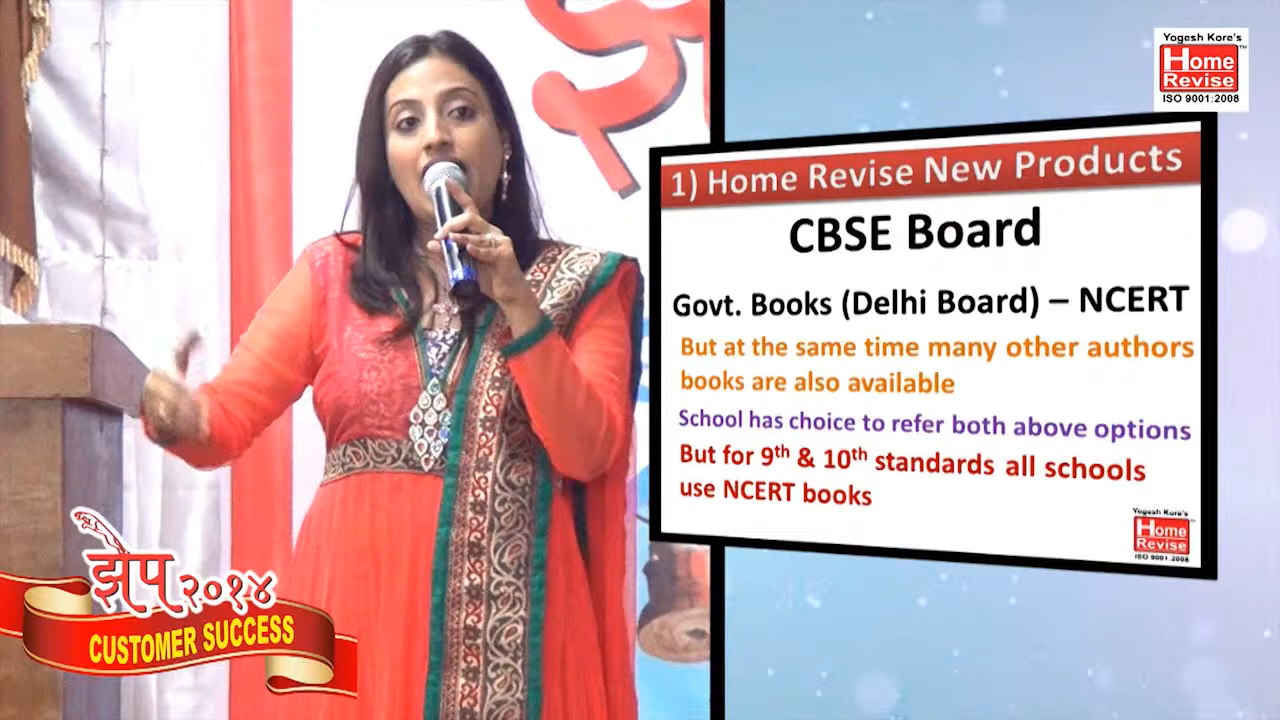 Yogesh Kore's
Home™
Revise
ISO 9001:2008
1) Home Revise New Products
CBSE Board
Govt. Books (Delhi Board) – NCERT
But at the same time many other authors
books are also available
School has choice to refer both above options
But for 9th & 10th standards all schools
use NCERT books
Yogesh Kore's
Home
Revise
ISO 9001:2008
झेप २०१४
CUSTOMER SUCCESS